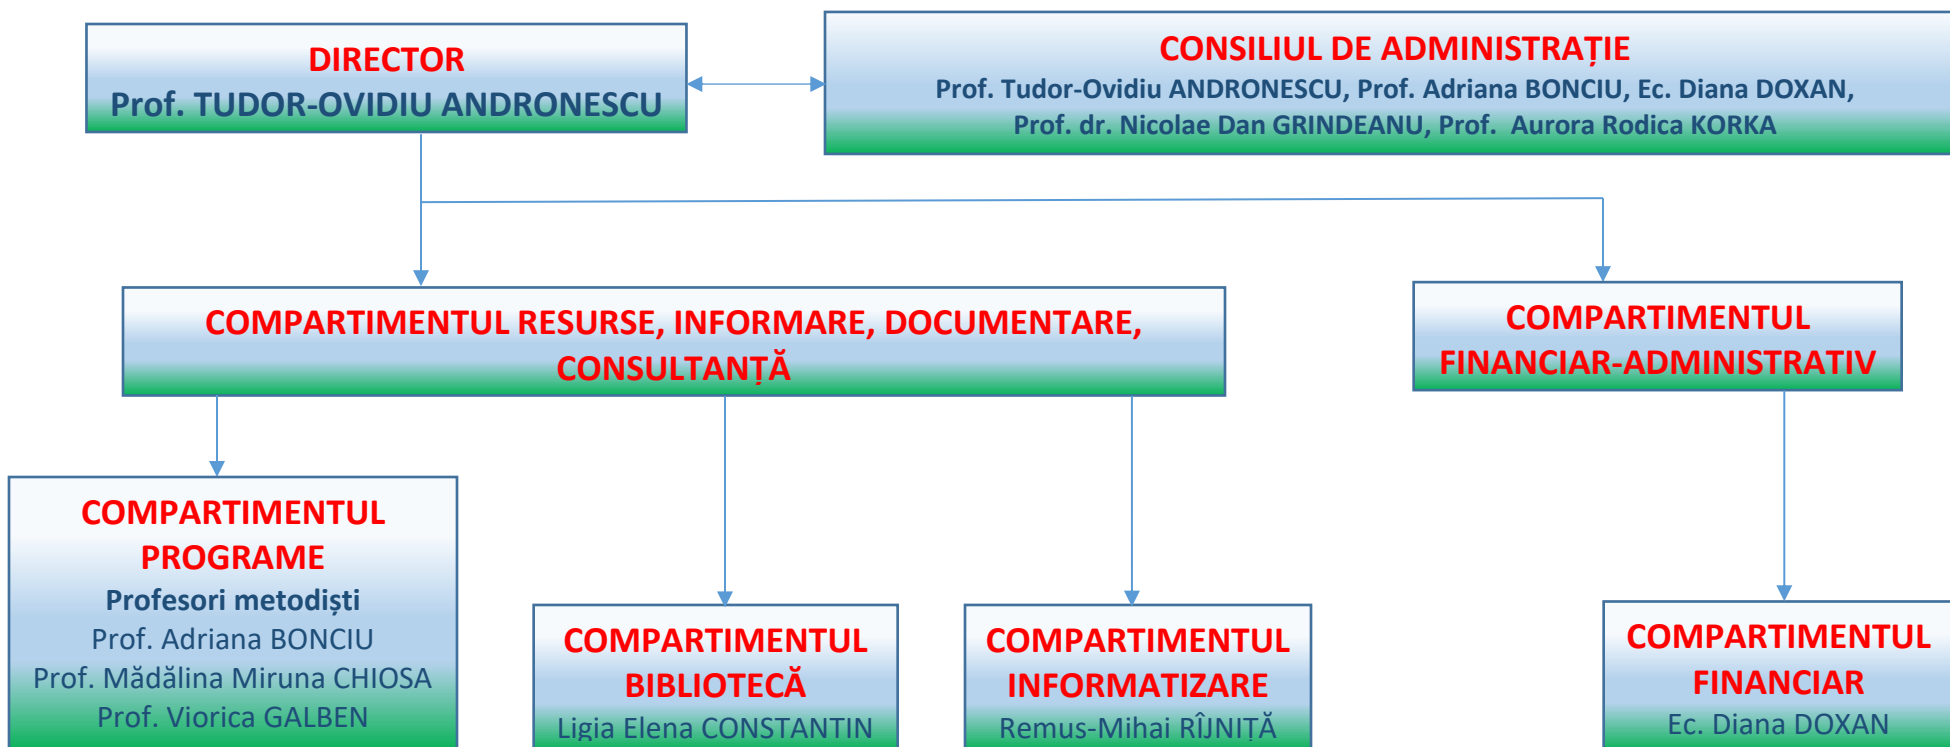 DIRECTOR
Prof. TUDOR-OVIDIU ANDRONESCU
CONSILIUL DE ADMINISTRAȚIE
Prof. Tudor-Ovidiu ANDRONESCU, Prof. Adriana BONCIU, Ec. Diana DOXAN,
Prof. dr. Nicolae Dan GRINDEANU, Prof. Aurora Rodica KORKA
COMPARTIMENTUL RESURSE, INFORMARE, DOCUMENTARE,
CONSULTANȚĂ
COMPARTIMENTUL
FINANCIAR-ADMINISTRATIV
COMPARTIMENTUL
PROGRAME
Profesori metodiști
Prof. Adriana BONCIU
Prof. Mădălina Miruna CHIOSA
Prof. Viorica GALBEN
COMPARTIMENTUL
BIBLIOTECĂ
Ligia Elena CONSTANTIN
COMPARTIMENTUL
INFORMATIZARE
Remus-Mihai RÎJNIȚĂ
COMPARTIMENTUL
FINANCIAR
Ec. Diana DOXAN